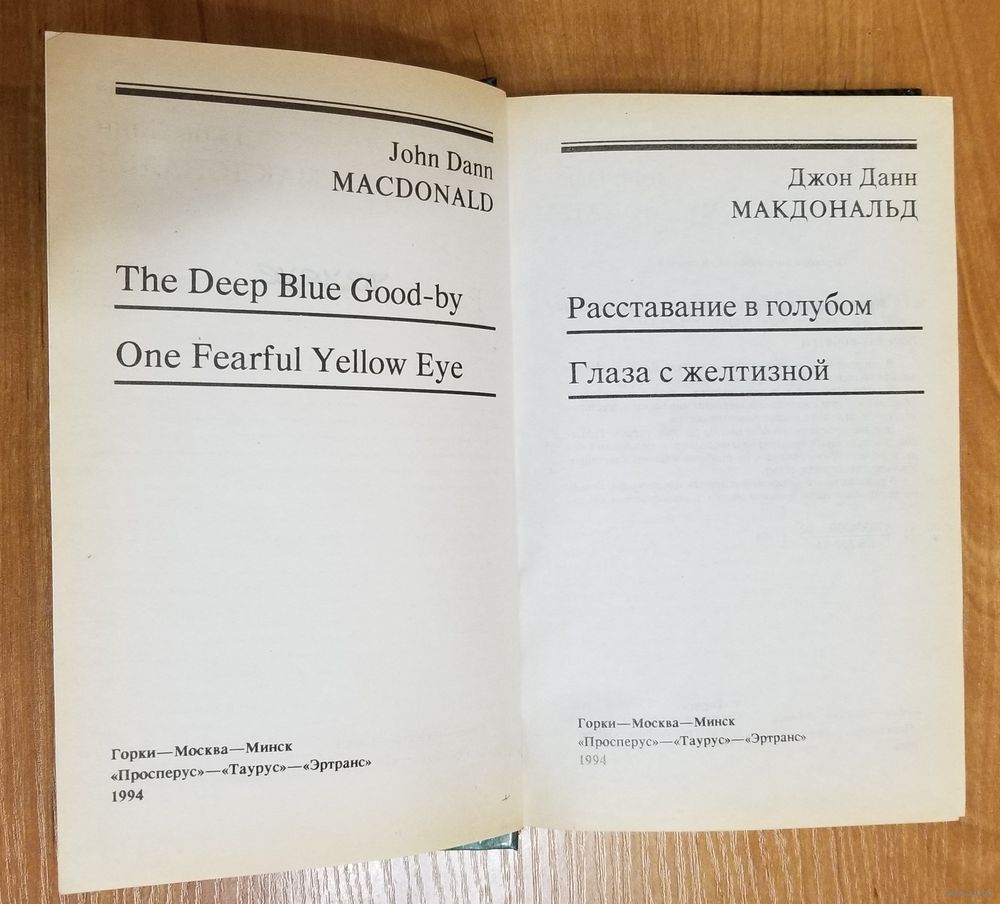 John Dann
MACDONALD
The Deep Blue Good-by
One Fearful Yellow Eye
Горки—Москва—Минск
«Просперус»—«Таурус»—«Эртранс»
1994
Джон Данн
МАКДОНАЛЬД
Расставание в голубом
Глаза с желтизной
Горки—Москва—Минск
«Просперус»—«Таурус»—«Эртранс»
1994